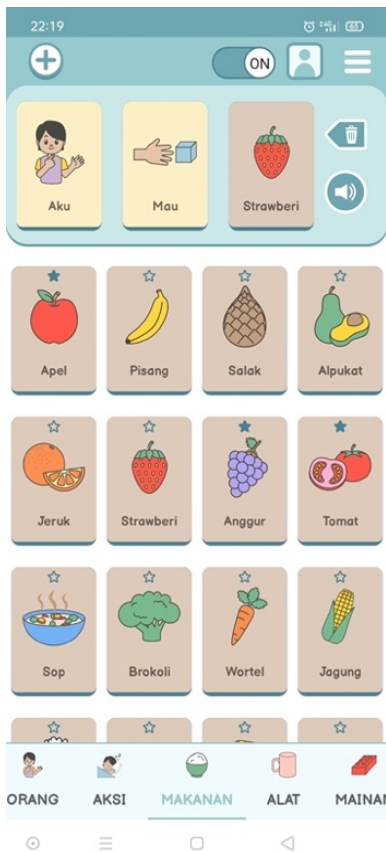 22:19
ON
Aku Mau Strawberi
Apel Pisang Salak Alpukat
Jeruk Strawberi Anggur Tomat
Sop Brokoli Wortel Jagung
ORANG AKSI MAKANAN ALAT MAINAN